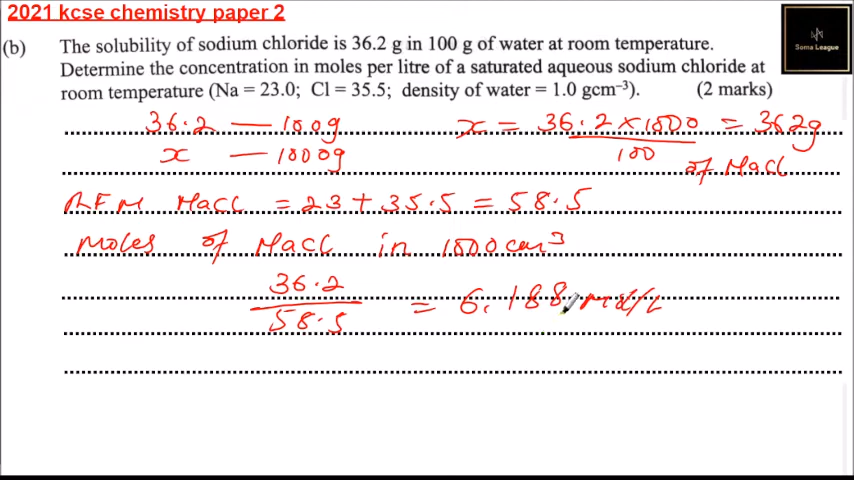 2021 kcse chemistry paper 2
Soma League
(b) The solubility of sodium chloride is 36.2 g in 100 g of water at room temperature.
Determine the concentration in moles per litre of a saturated aqueous sodium chloride at
room temperature (Na = 23.0; Cl = 35.5; density of water = 1.0 gcm⁻³). (2 marks)
36.2 — 100g x = 36.2 x 1000 / 100 = 362g
x — 1000g of NaCl
RFM NaCl = 23 + 35.5 = 58.5
moles of NaCl in 1000cm³
36.2 / 58.5 = 6.188 mol/L